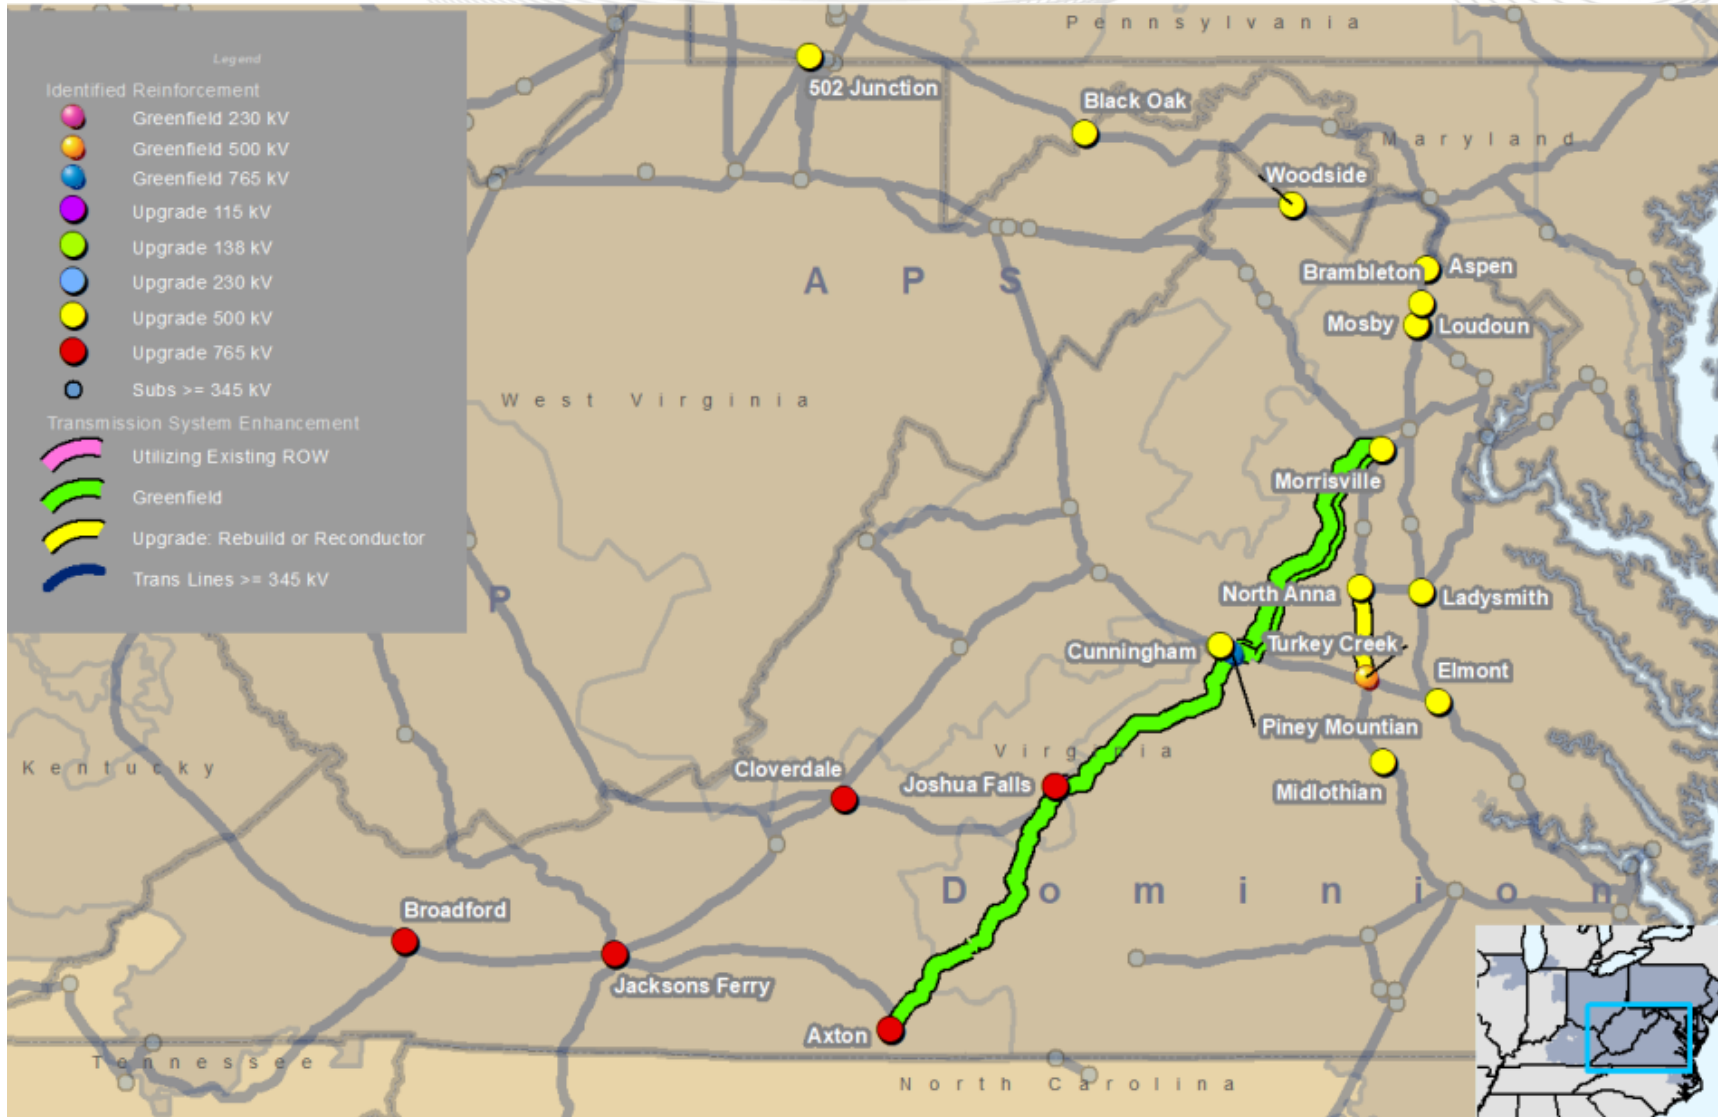 Legend
Identified Reinforcement
Greenfield 230 kV
Greenfield 500 kV
Greenfield 765 kV
Upgrade 115 kV
Upgrade 138 kV
Upgrade 230 kV
Upgrade 500 kV
Upgrade 765 kV
Subs >= 345 kV
Transmission System Enhancement
Utilizing Existing ROW
Greenfield
Upgrade: Rebuild or Reconductor
Trans Lines >= 345 kV
Pennsylvania
502 Junction
Black Oak
Maryland
Woodside
Brambleton
Aspen
APS
Mosby
Loudoun
West Virginia
Morrisville
P
North Anna
Ladysmith
Cunningham
Turkey Creek
Elmont
Piney Mountian
Virginia
Kentucky
Cloverdale
Joshua Falls
Midlothian
Dominion
Broadford
Jacksons Ferry
Axton
Tennessee
North Carolina